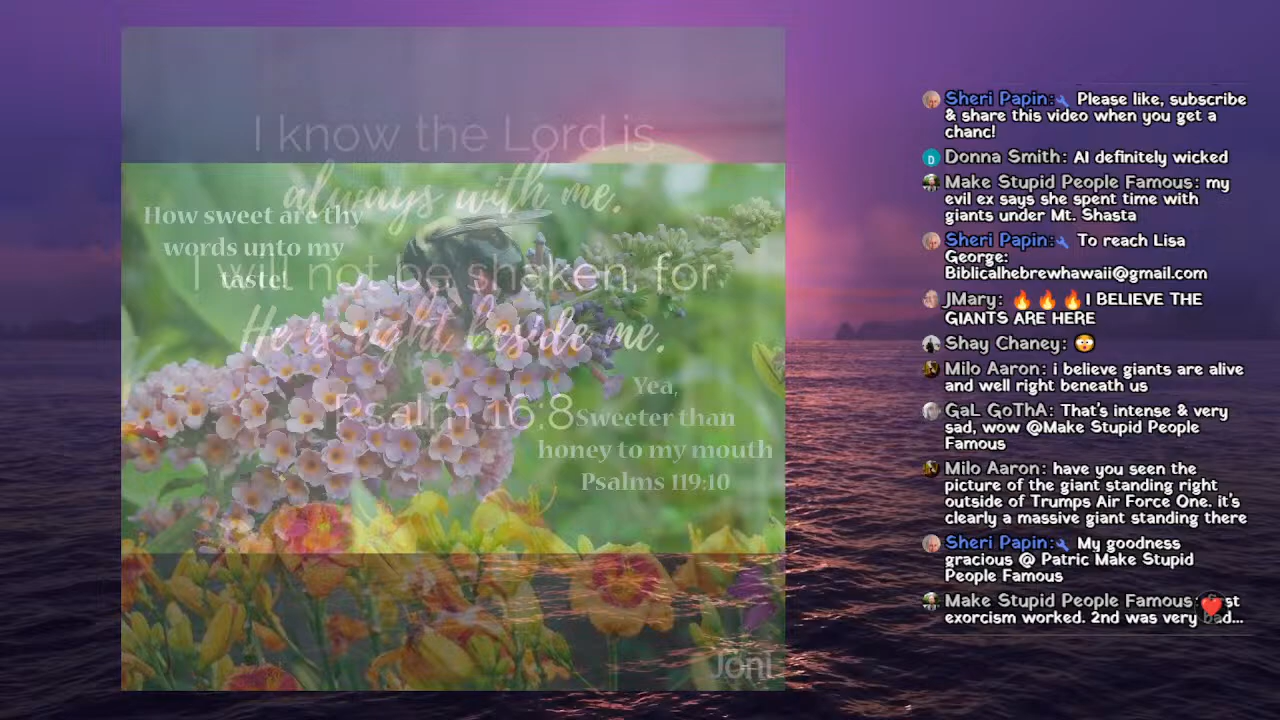 I know the Lord is
always with me.
I will not be shaken, for
He is right beside me.
Psalm 16:8
How sweet are thy
words unto my
taste!
Yea,
Sweeter than
honey to my mouth
Psalms 119:10
Joni
Sheri Papin: Please like, subscribe
& share this video when you get a
chanc!
D
Donna Smith: AI definitely wicked
Make Stupid People Famous: my
evil ex says she spent time with
giants under Mt. Shasta
Sheri Papin: To reach Lisa
George:
Biblicalhebrewhawaii@gmail.com
JMary: 🔥🔥🔥I BELIEVE THE
GIANTS ARE HERE
Shay Chaney: 😳
Milo Aaron: i believe giants are alive
and well right beneath us
GaL GoThA: That's intense & very
sad, wow @Make Stupid People
Famous
Milo Aaron: have you seen the
picture of the giant standing right
outside of Trumps Air Force One. it's
clearly a massive giant standing there
Sheri Papin: My goodness
gracious @ Patric Make Stupid
People Famous
Make Stupid People Famous:
exorcism worked. 2nd was very